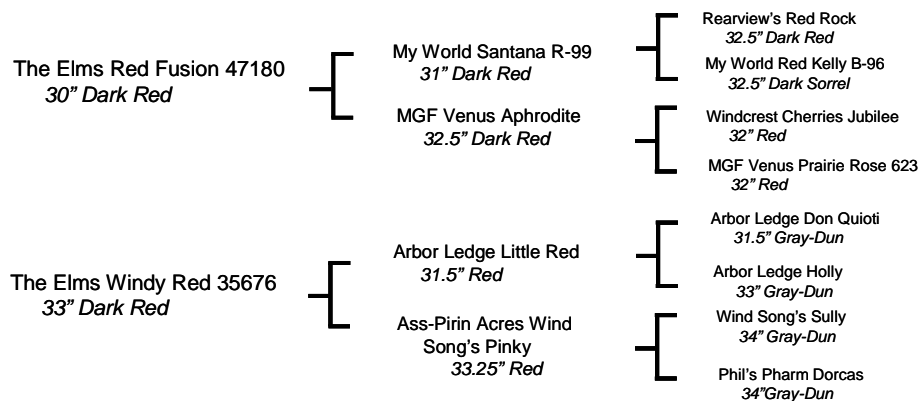 The Elms Red Fusion 47180
30” Dark Red
My World Santana R-99
31” Dark Red
MGF Venus Aphrodite
32.5” Dark Red
Rearview’s Red Rock
32.5” Dark Red
My World Red Kelly B-96
32.5” Dark Sorrel
Windcrest Cherries Jubilee
32” Red
MGF Venus Prairie Rose 623
32” Red
The Elms Windy Red 35676
33” Dark Red
Arbor Ledge Little Red
31.5” Red
Ass-Pirin Acres Wind
Song’s Pinky
33.25” Red
Arbor Ledge Don Quioti
31.5” Gray-Dun
Arbor Ledge Holly
33” Gray-Dun
Wind Song’s Sully
34” Gray-Dun
Phil’s Pharm Dorcas
34”Gray-Dun